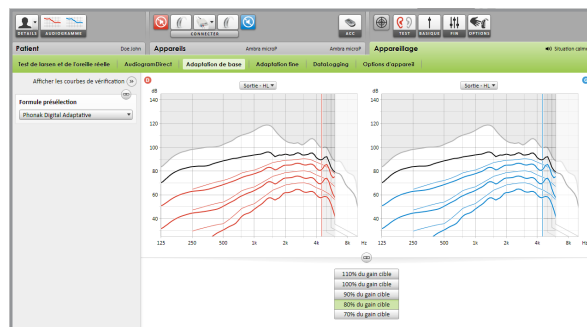 DETAILS AUDIOGRAMME CONNECTER ACC TEST BASIQUE FIN OPTIONS
Patient Doe John Appareils Ambra microP Ambra microP Appareillage Situation calme
Test de larsen et de l'oreille réelle AudiogramDirect Adaptation de base Adaptation fine DataLogging Options d'appareil
Afficher les courbes de vérification
Formule présélection
Phonak Digital Adaptative
dB Sortie - HL dB Sortie - HL
140 140
120 120
100 100
80 80
60 60
40 40
125 250 500 1k 2k 4k 8k Hz 125 250 500 1k 2k 4k 8k Hz
110% du gain cible
100% du gain cible
90% du gain cible
80% du gain cible
70% du gain cible